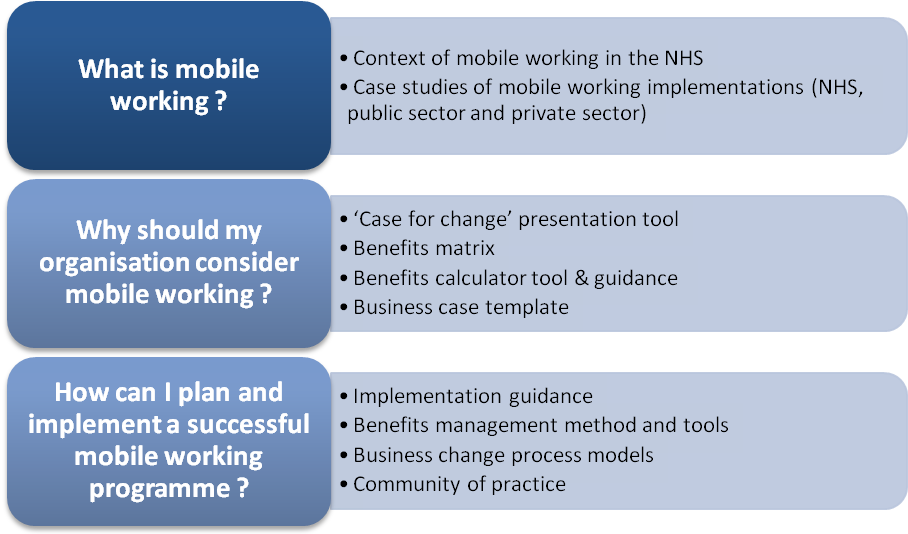 What is mobile
working ?
• Context of mobile working in the NHS
• Case studies of mobile working implementations (NHS,
public sector and private sector)
Why should my
organisation consider
mobile working ?
• ‘Case for change’ presentation tool
• Benefits matrix
• Benefits calculator tool & guidance
• Business case template
How can I plan and
implement a successful
mobile working
programme ?
• Implementation guidance
• Benefits management method and tools
• Business change process models
• Community of practice